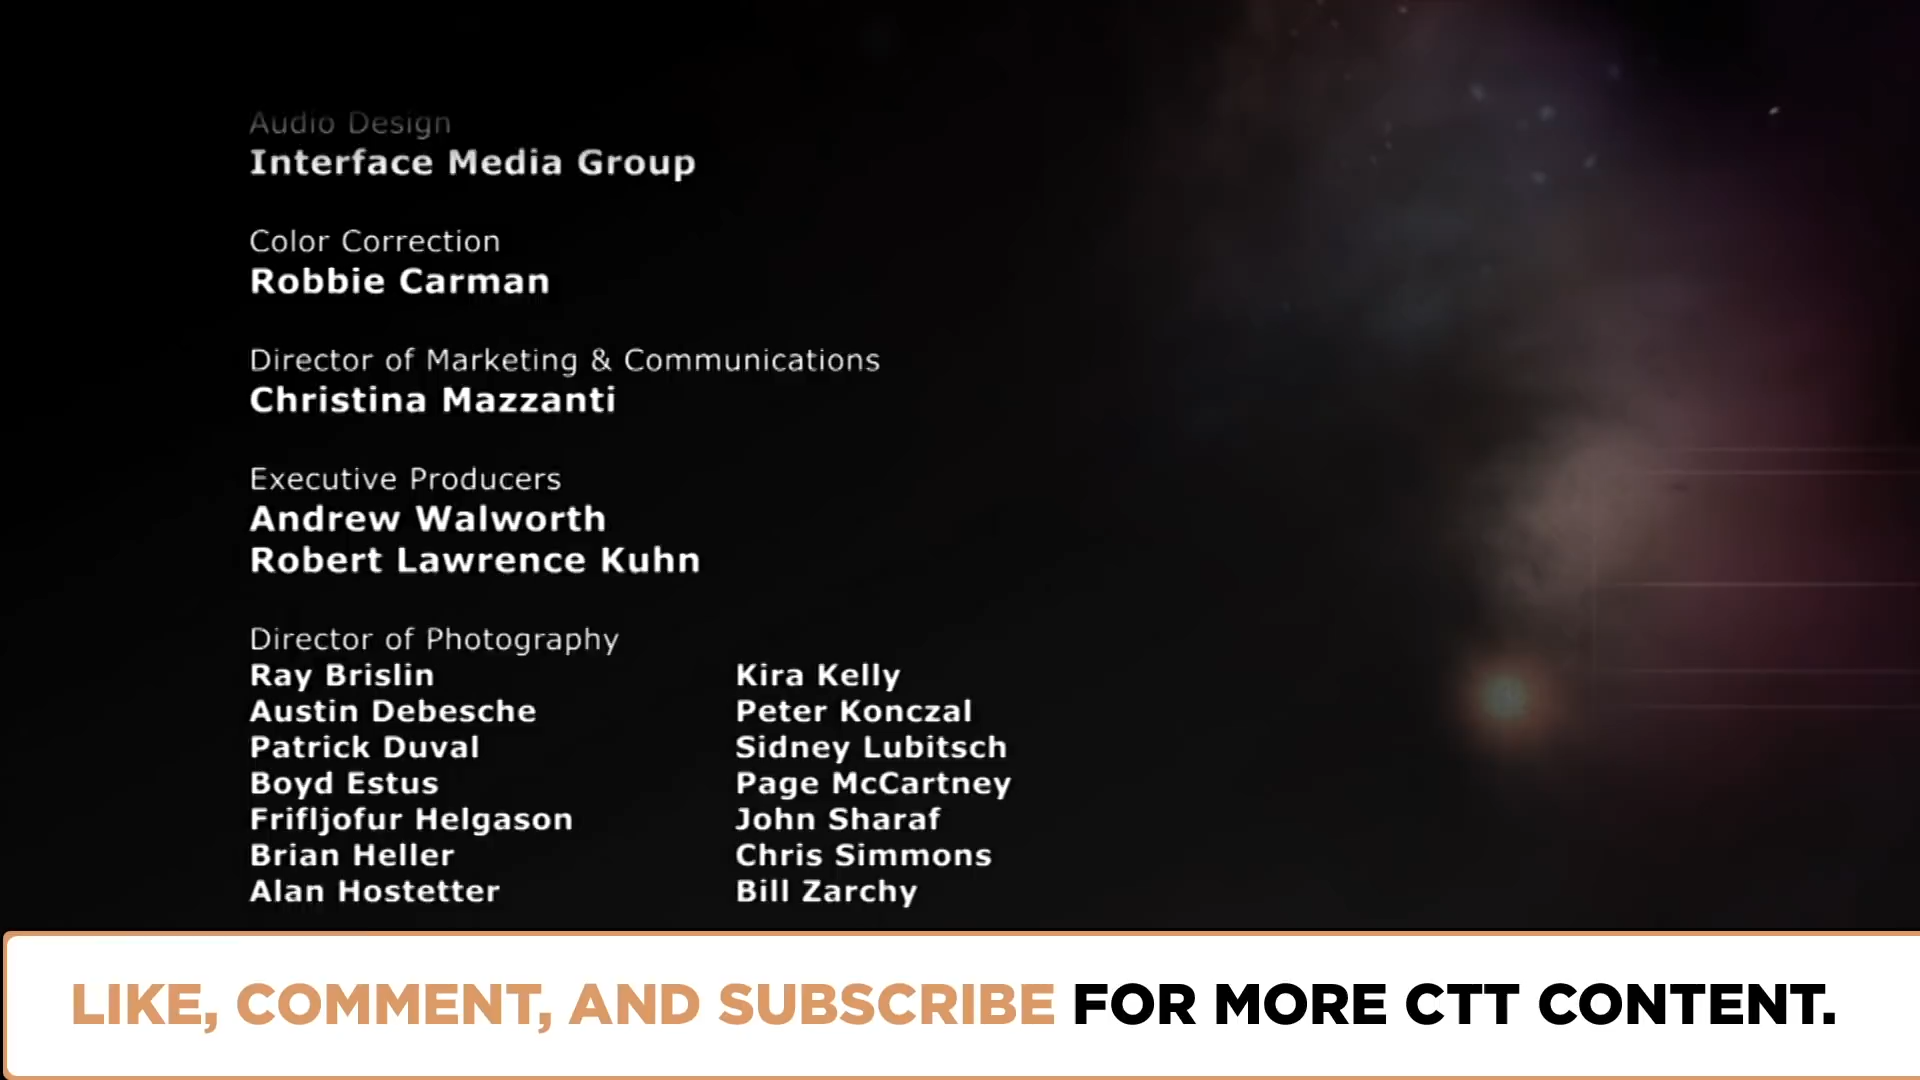 Audio Design
Interface Media Group
Color Correction
Robbie Carman
Director of Marketing & Communications
Christina Mazzanti
Executive Producers
Andrew Walworth
Robert Lawrence Kuhn
Director of Photography
Ray Brislin
Austin Debesche
Patrick Duval
Boyd Estus
Frifljofur Helgason
Brian Heller
Alan Hostetter
Kira Kelly
Peter Konczal
Sidney Lubitsch
Page McCartney
John Sharaf
Chris Simmons
Bill Zarchy
LIKE, COMMENT, AND SUBSCRIBE FOR MORE CTT CONTENT.